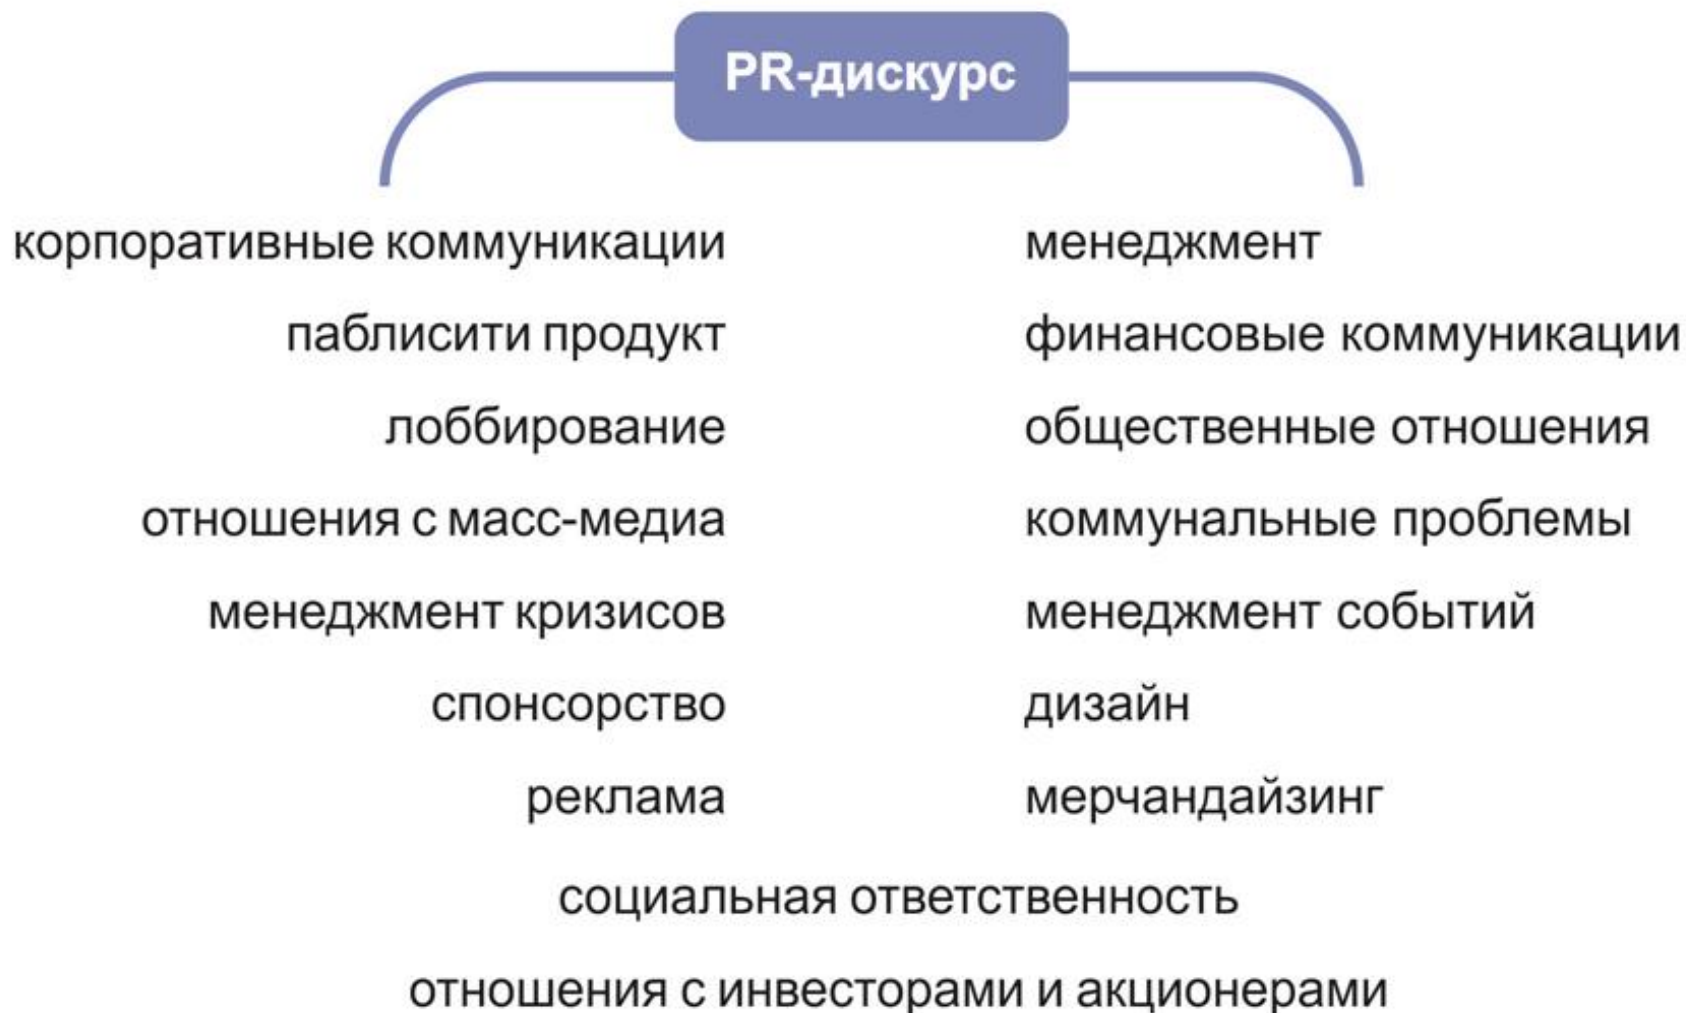 PR-дискурс
корпоративные коммуникации
паблисити продукт
лоббирование
отношения с масс-медиа
менеджмент кризисов
спонсорство
реклама
менеджмент
финансовые коммуникации
общественные отношения
коммунальные проблемы
менеджмент событий
дизайн
мерчандайзинг
социальная ответственность
отношения с инвесторами и акционерами